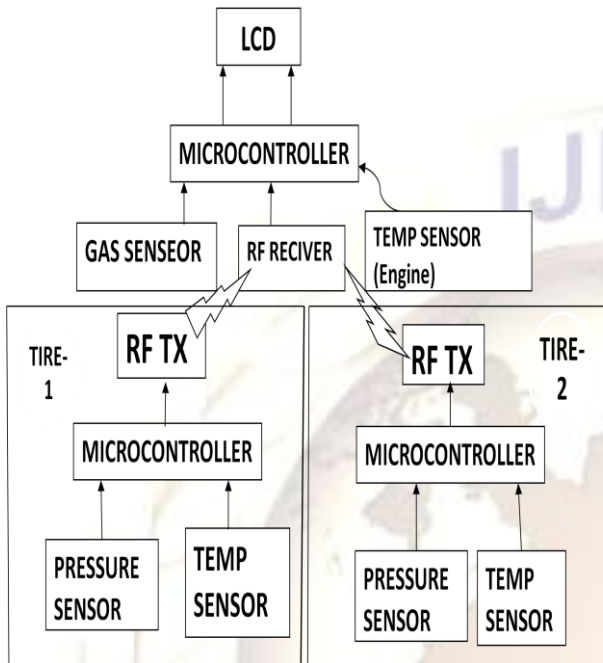 LCD
MICROCONTROLLER
GAS SENSEOR
RF RECIVER
TEMP SENSOR
(Engine)
TIRE-
1
RF TX
MICROCONTROLLER
PRESSURE
SENSOR
TEMP
SENSOR
RF TX
TIRE-
2
MICROCONTROLLER
PRESSURE
SENSOR
TEMP
SENSOR